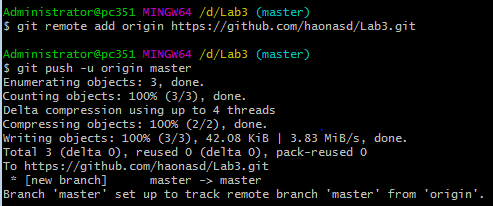 Administrator@pc351 MINGW64 /d/Lab3 (master)
$ git remote add origin https://github.com/haonasd/Lab3.git

Administrator@pc351 MINGW64 /d/Lab3 (master)
$ git push -u origin master
Enumerating objects: 3, done.
Counting objects: 100% (3/3), done.
Delta compression using up to 4 threads
Compressing objects: 100% (2/2), done.
Writing objects: 100% (3/3), 42.08 KiB | 3.83 MiB/s, done.
Total 3 (delta 0), reused 0 (delta 0), pack-reused 0
To https://github.com/haonasd/Lab3.git
 * [new branch]      master -> master
Branch 'master' set up to track remote branch 'master' from 'origin'.